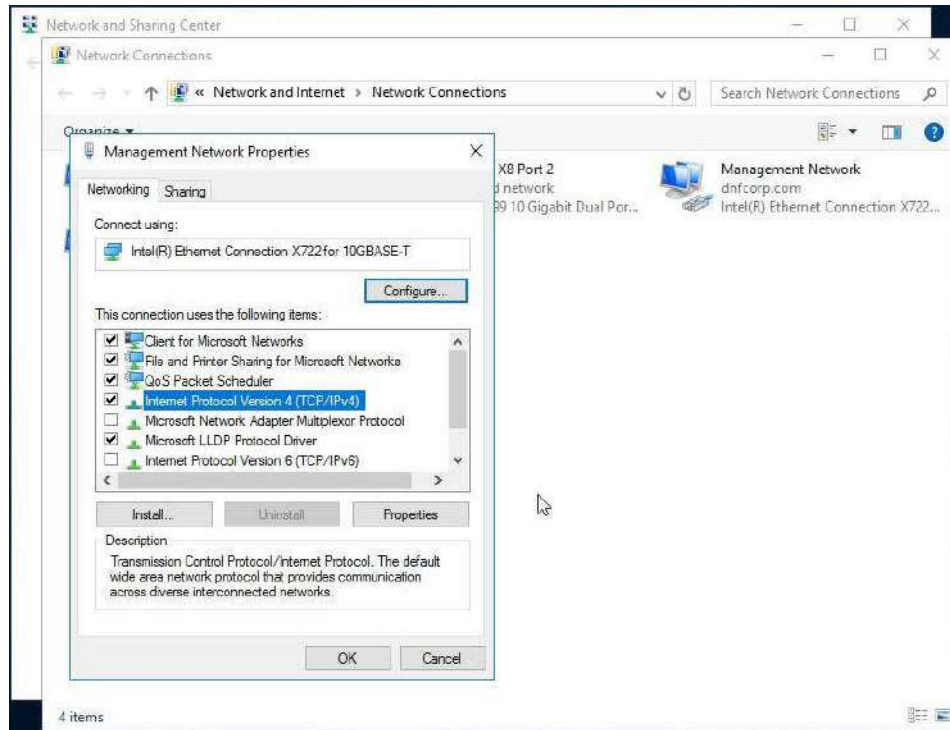 Network and Sharing Center
Network Connections
« Network and Internet > Network Connections
Search Network Connections
Organize
Management Network Properties
X8 Port 2
d network
99 10 Gigabit Dual Por...
Management Network
dnfcorp.com
Intel(R) Ethernet Connection X722...
Networking
Sharing
Connect using:
Intel(R) Ethernet Connection X722 for 10GBASE-T
Configure...
This connection uses the following items:
Client for Microsoft Networks
File and Printer Sharing for Microsoft Networks
QoS Packet Scheduler
Internet Protocol Version 4 (TCP/IPv4)
Microsoft Network Adapter Multiplexor Protocol
Microsoft LLDP Protocol Driver
Internet Protocol Version 6 (TCP/IPv6)
Install...
Uninstall
Properties
Description
Transmission Control Protocol/Internet Protocol. The default
wide area network protocol that provides communication
across diverse interconnected networks.
OK
Cancel
4 items